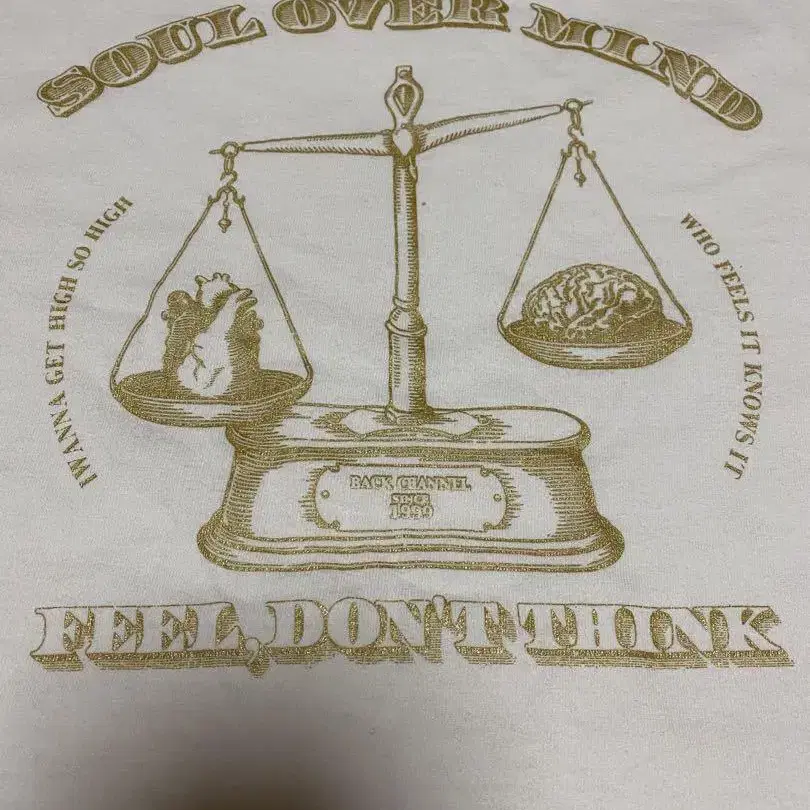 SOUL OVER MIND
I WANNA GET HIGH SO HIGH
WHO FEELS IT KNOWS IT
BACK CHANNEL
SINCE
1999
FEEL, DON'T THINK